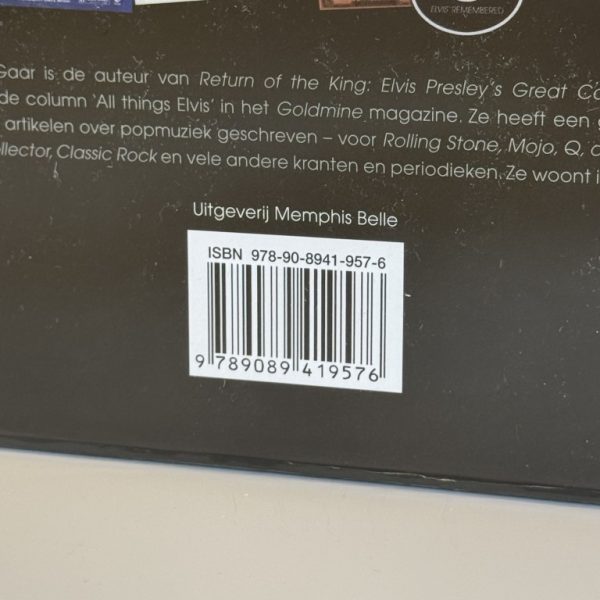 ELVIS REMEMBERED
Gaar is de auteur van Return of the King: Elvis Presley's Great
de column 'All things Elvis' in het Goldmine magazine. Ze heeft een
artikelen over popmuziek geschreven – voor Rolling Stone, Mojo, Q,
Classic Rock en vele andere kranten en periodieken. Ze woont
Uitgeverij Memphis Belle
ISBN 978-90-8941-957-6
9 789089 419576